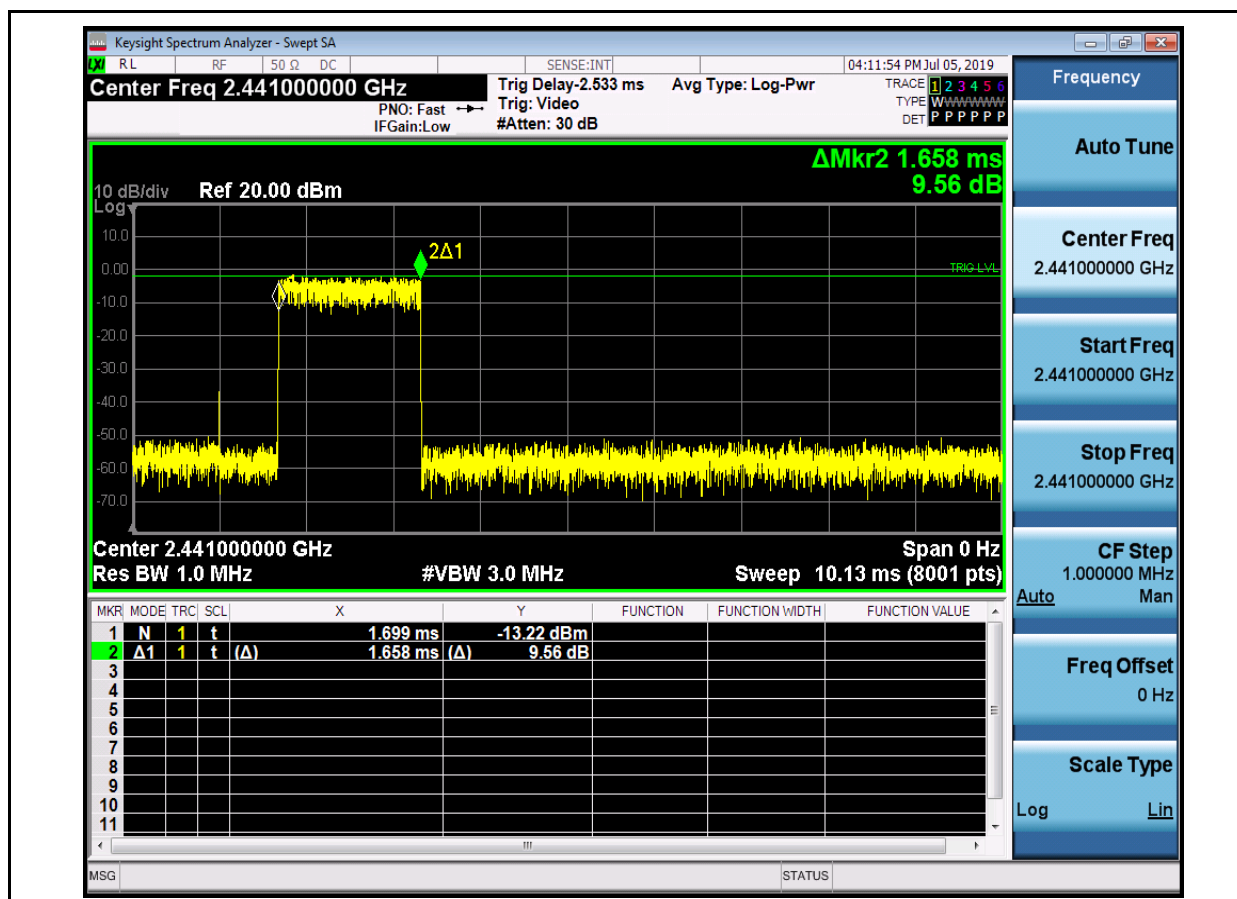 Keysight Spectrum Analyzer - Swept SA
LXI RL RF 50 Ω DC SENSE:INT 04:11:54 PM Jul 05, 2019
Center Freq 2.441000000 GHz Trig Delay-2.533 ms Avg Type: Log-Pwr TRACE 1 2 3 4 5 6
PNO: Fast Trig: Video TYPE WWWWWW
IFGain:Low #Atten: 30 dB DET P P P P P P
ΔMkr2 1.658 ms
9.56 dB
10 dB/div Ref 20.00 dBm
Log
10.0
2Δ1
0.00
TRIG LVL
-10.0
-20.0
-30.0
-40.0
-50.0
-60.0
-70.0
Center 2.441000000 GHz Span 0 Hz
Res BW 1.0 MHz #VBW 3.0 MHz Sweep 10.13 ms (8001 pts)
MKR MODE TRC SCL X Y FUNCTION FUNCTION WIDTH FUNCTION VALUE
1 N 1 t 1.699 ms -13.22 dBm
2 Δ1 1 t (Δ) 1.658 ms (Δ) 9.56 dB
3
4
5
6
7
8
9
10
11
MSG STATUS
Frequency
Auto Tune
Center Freq
2.441000000 GHz
Start Freq
2.441000000 GHz
Stop Freq
2.441000000 GHz
CF Step
1.000000 MHz
Auto Man
Freq Offset
0 Hz
Scale Type
Log Lin